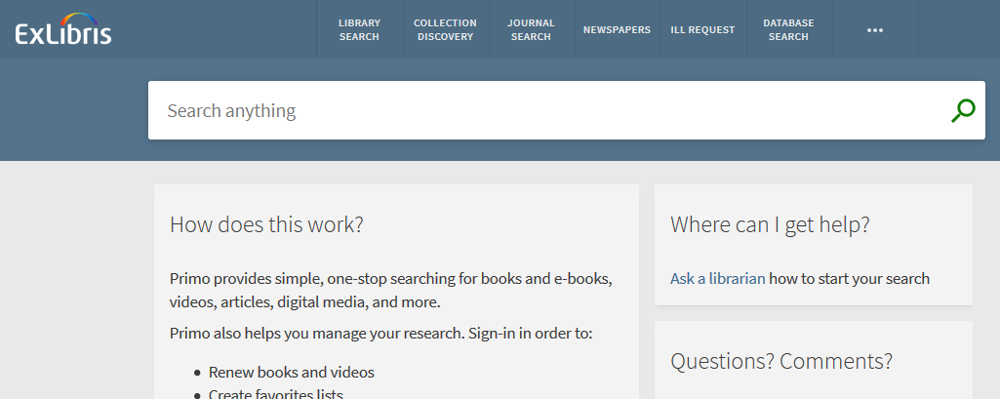 ExLibris
LIBRARY
SEARCH
COLLECTION
DISCOVERY
JOURNAL
SEARCH
NEWSPAPERS
ILL REQUEST
DATABASE
SEARCH
Search anything
How does this work?
Primo provides simple, one-stop searching for books and e-books,
videos, articles, digital media, and more.
Primo also helps you manage your research. Sign-in in order to:
Renew books and videos
Create favorites lists
Where can I get help?
Ask a librarian how to start your search
Questions? Comments?